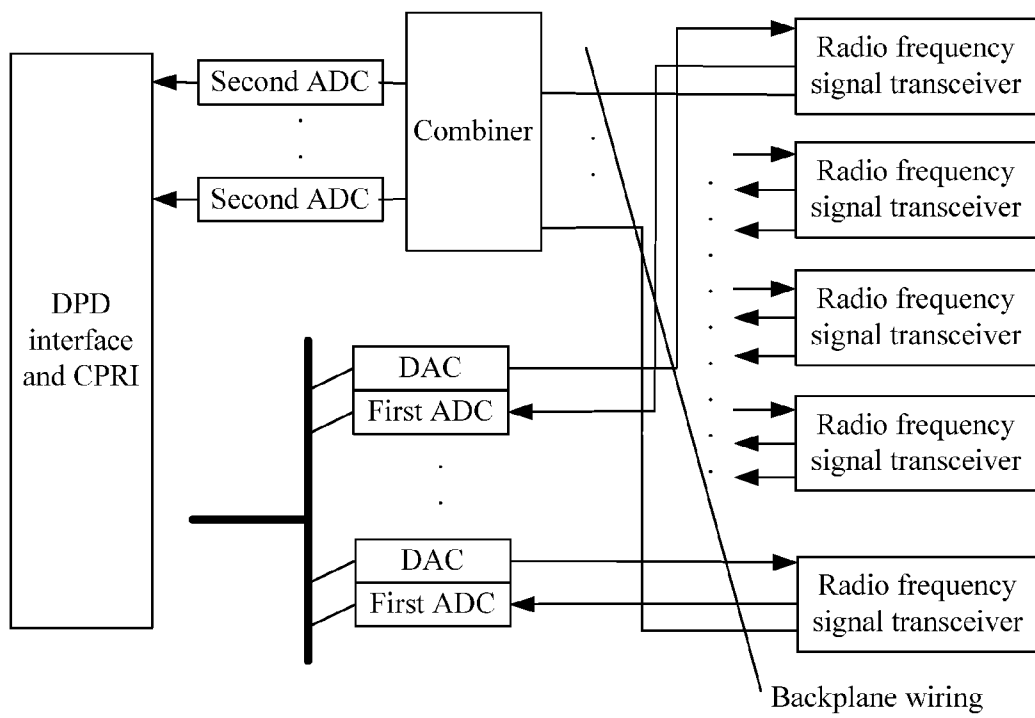 DPD
interface
and CPRI
Second ADC
Second ADC
Combiner
DAC
First ADC
DAC
First ADC
Radio frequency
signal transceiver
Radio frequency
signal transceiver
Radio frequency
signal transceiver
Radio frequency
signal transceiver
Radio frequency
signal transceiver
Backplane wiring